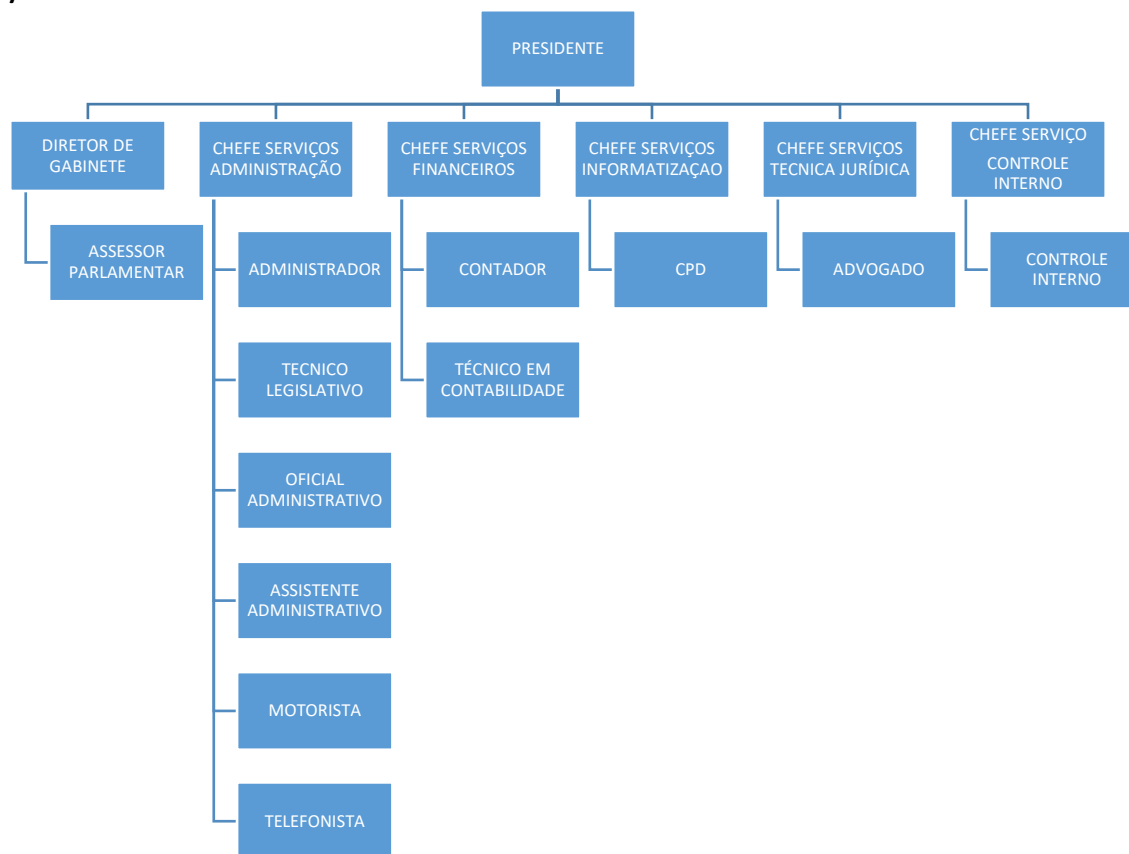 PRESIDENTE
DIRETOR DE
GABINETE
CHEFE SERVIÇOS
ADMINISTRAÇÃO
CHEFE SERVIÇOS
FINANCEIROS
CHEFE SERVIÇOS
INFORMATIZAÇAO
CHEFE SERVIÇOS
TECNICA JURÍDICA
CHEFE SERVIÇO
CONTROLE
INTERNO
ASSESSOR
PARLAMENTAR
ADMINISTRADOR
CONTADOR
CPD
ADVOGADO
CONTROLE
INTERNO
TECNICO
LEGISLATIVO
TÉCNICO EM
CONTABILIDADE
OFICIAL
ADMINISTRATIVO
ASSISTENTE
ADMINISTRATIVO
MOTORISTA
TELEFONISTA